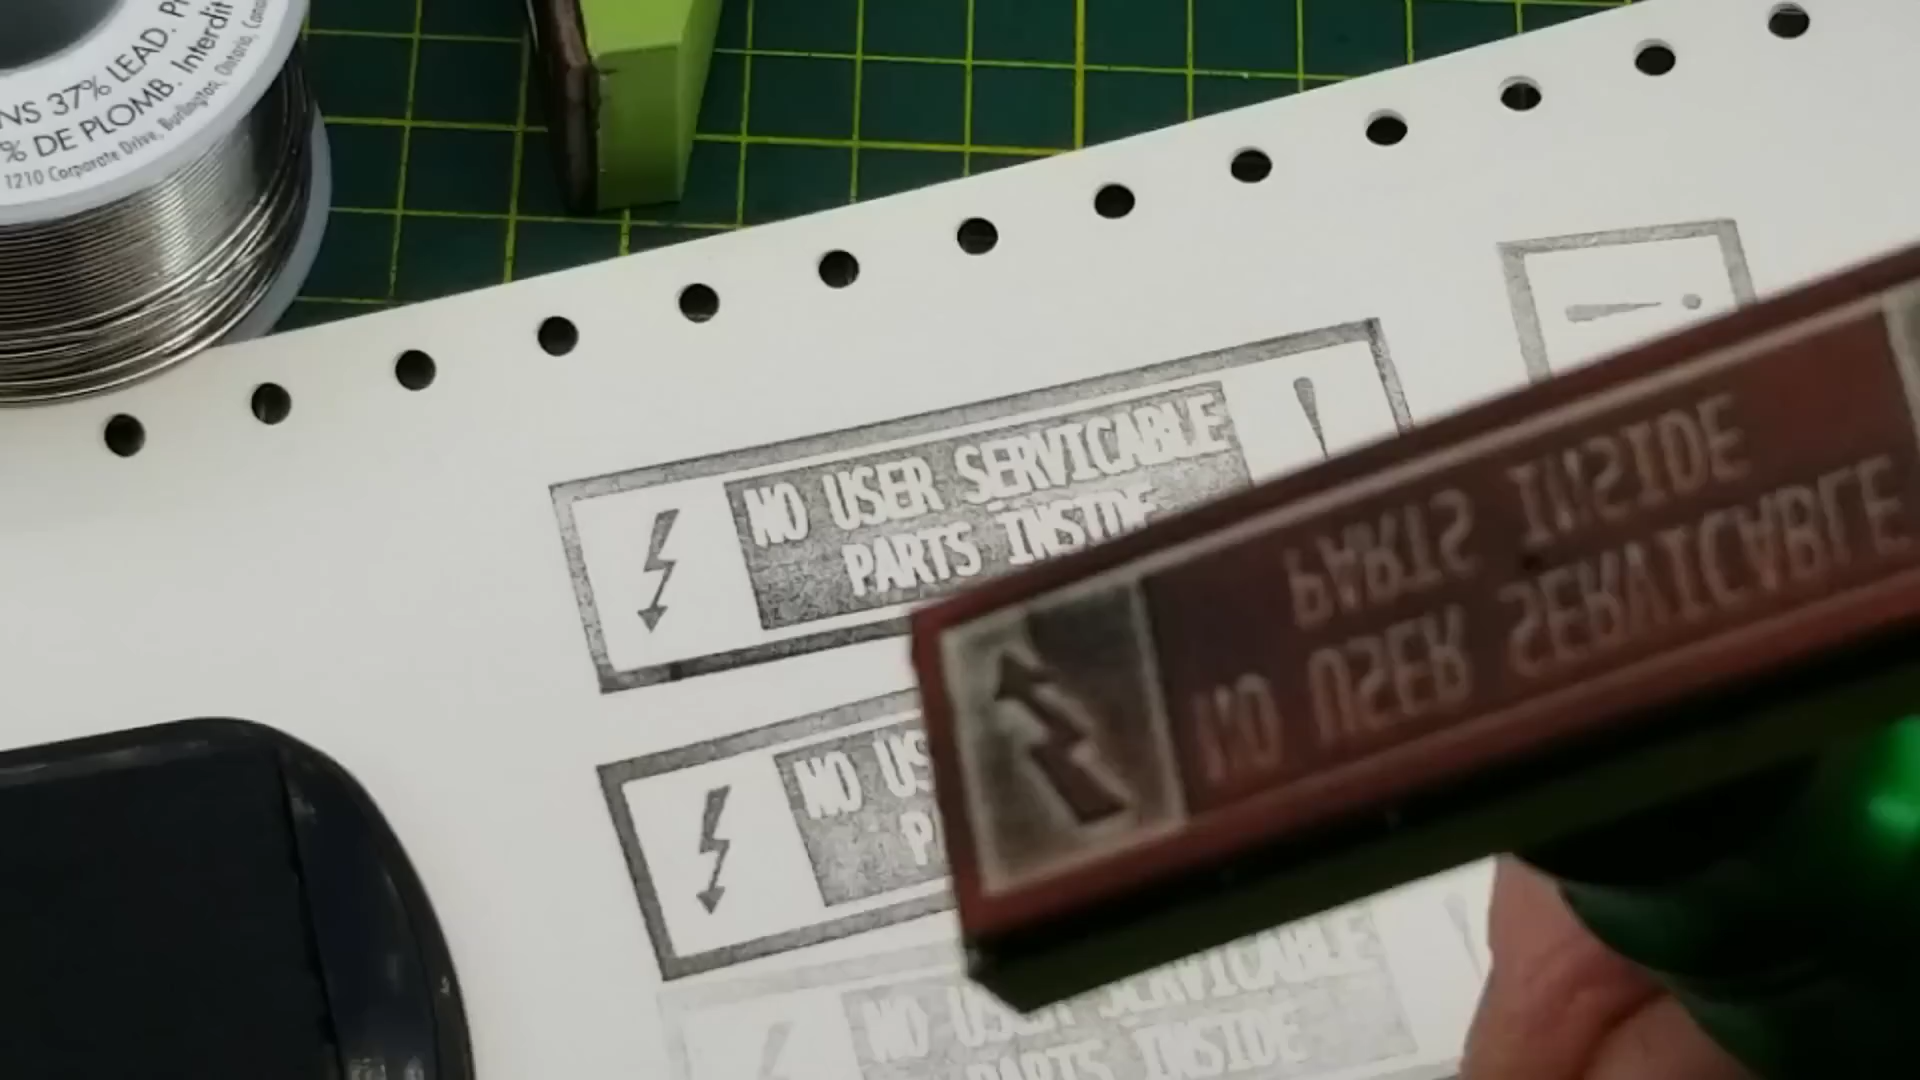 NS 37% LEAD. P
% DE PLOMB. Interdit
1210 Corporate Drive, Burlington, Ontario,
NO USER SERVICABLE
PARTS INSIDE
PARTS INSIDE
NO USER SERVICABLE
NO US
P
NO USER SERVICABLE
PARTS INSIDE